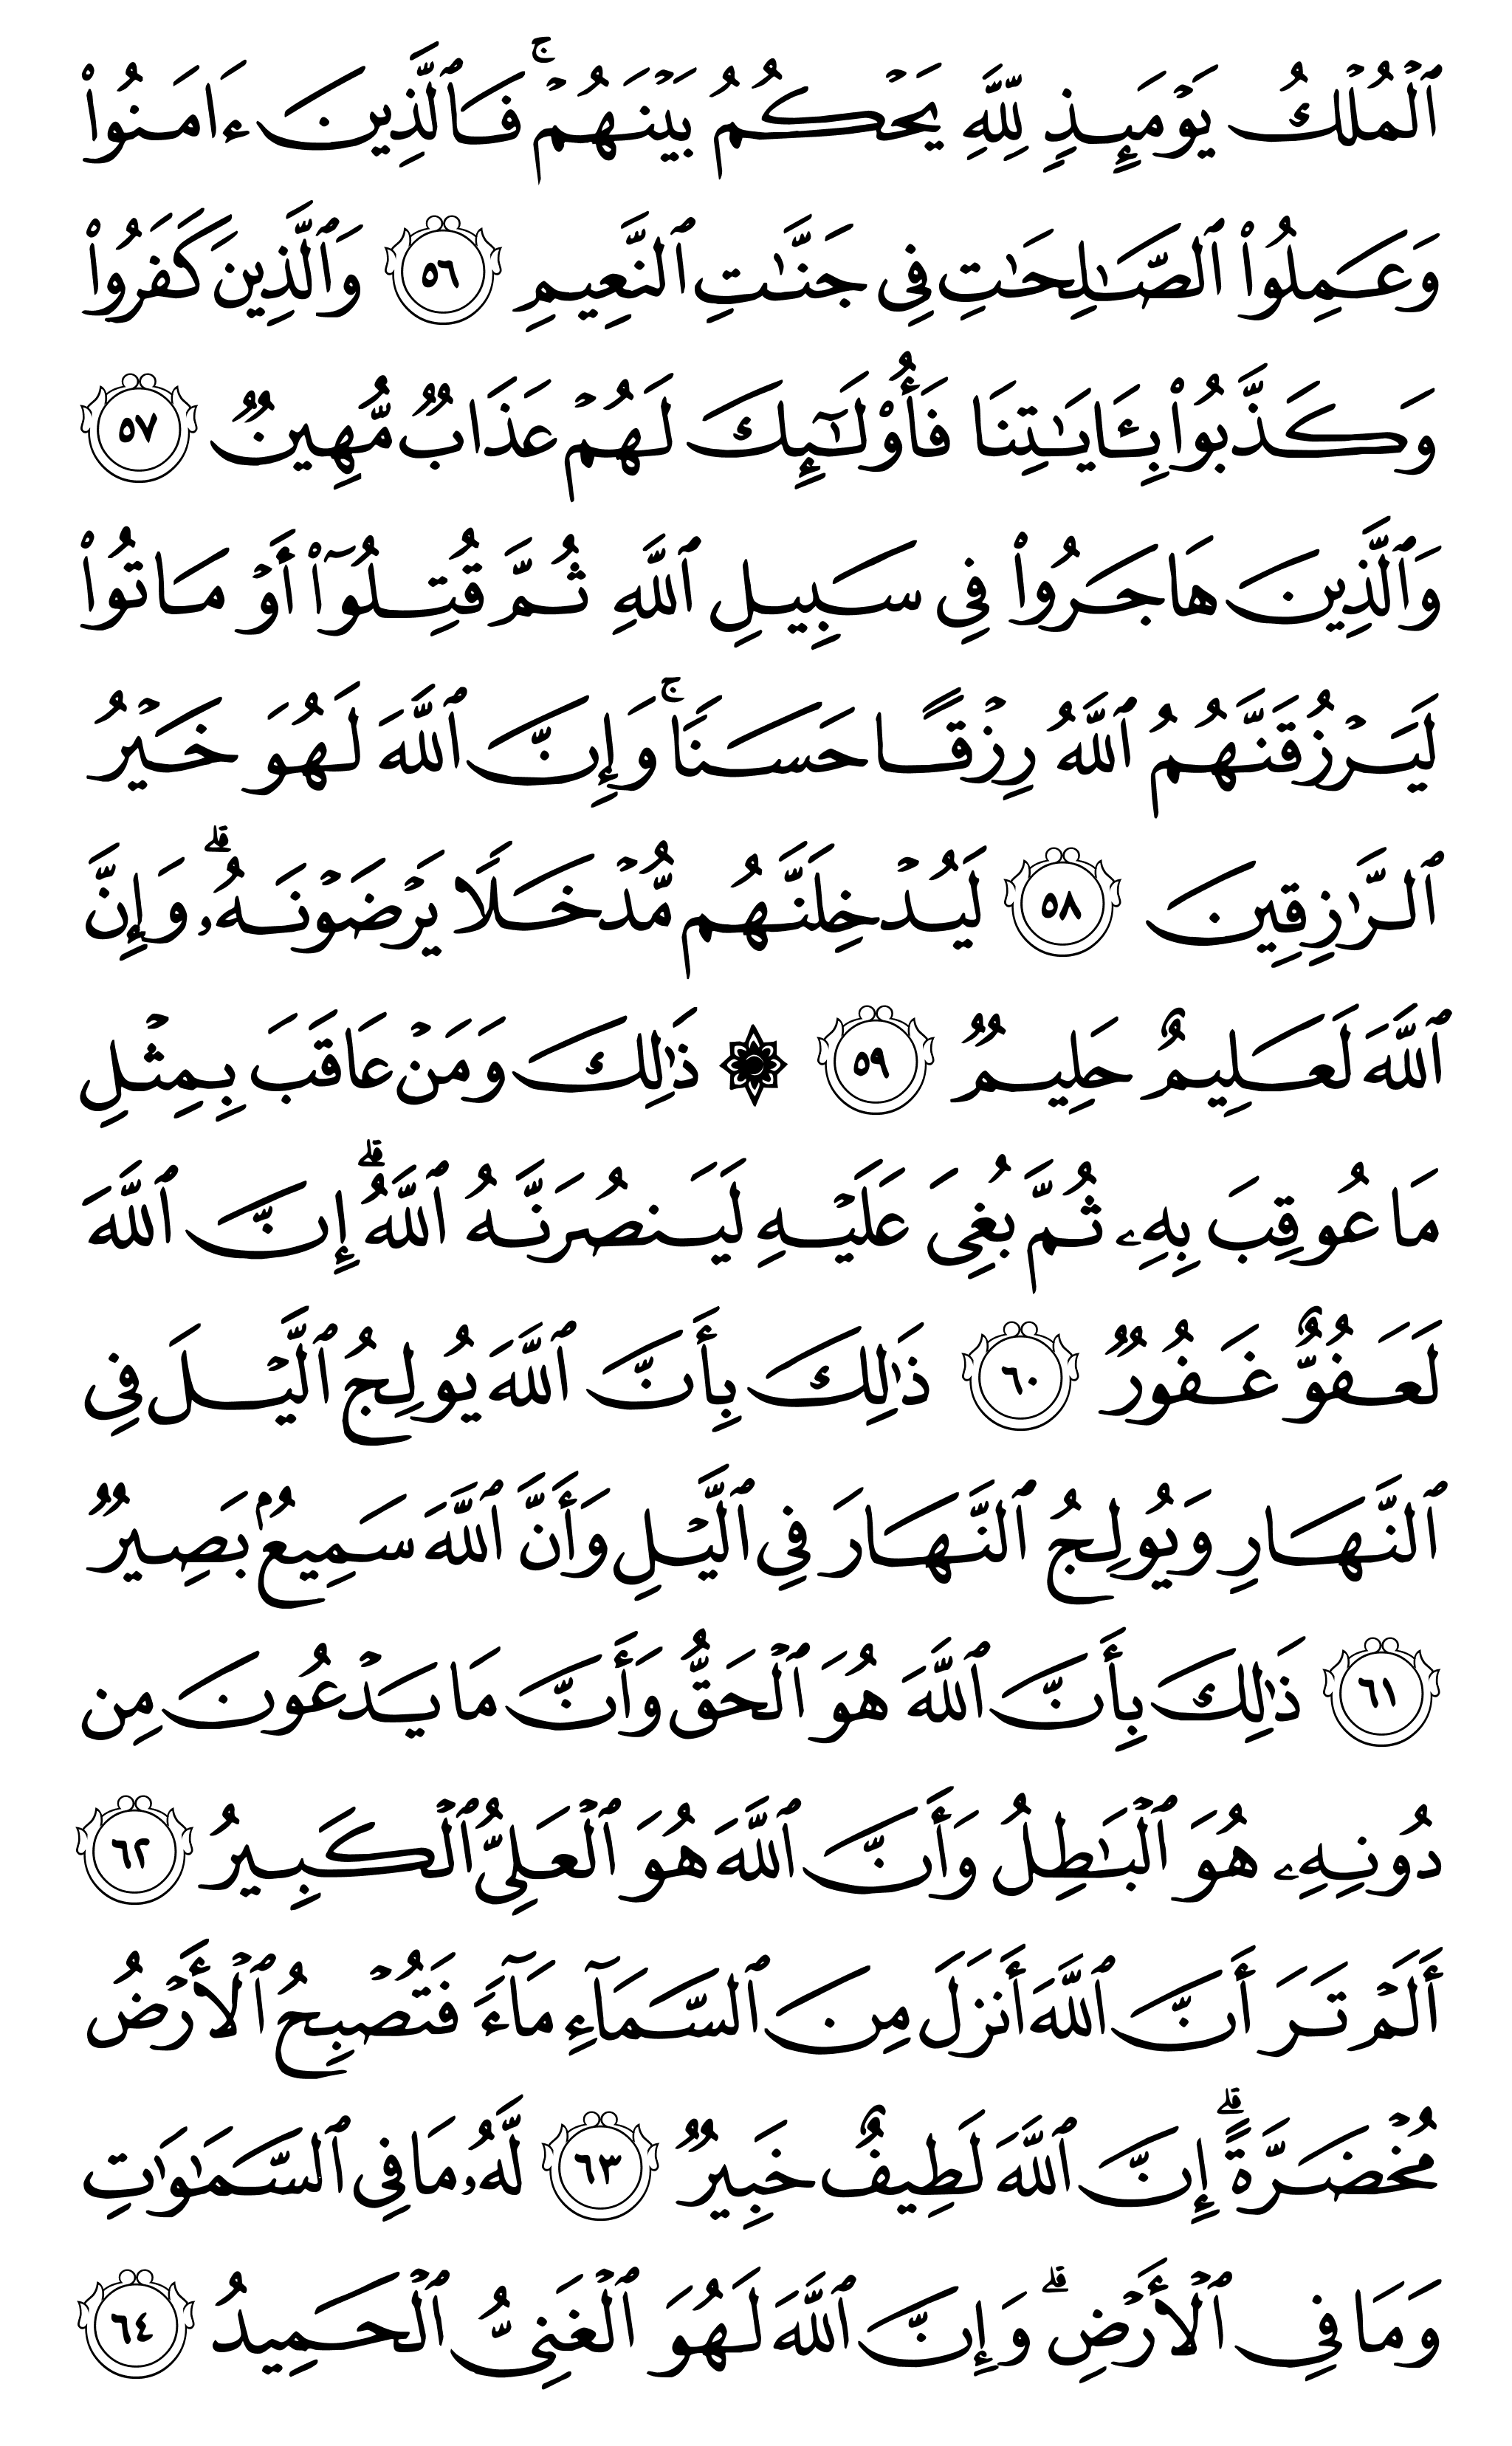 ٱلْمُلْكُ يَوْمَئِذٍ لِّلَّهِ يَحْكُمُ بَيْنَهُمْ ۚ فَٱلَّذِينَ ءَامَنُوا۟
وَعَمِلُوا۟ ٱلصَّـٰلِحَـٰتِ فِى جَنَّـٰتِ ٱلنَّعِيمِ ٥٦ وَٱلَّذِينَ كَفَرُوا۟
وَكَذَّبُوا۟ بِـَٔايَـٰتِنَا فَأُو۟لَـٰٓئِكَ لَهُمْ عَذَابٌ مُّهِينٌ ٥٧
وَٱلَّذِينَ هَاجَرُوا۟ فِى سَبِيلِ ٱللَّهِ ثُمَّ قُتِلُوٓا۟ أَوْ مَاتُوا۟
لَيَرْزُقَنَّهُمُ ٱللَّهُ رِزْقًا حَسَنًا ۚ وَإِنَّ ٱللَّهَ لَهُوَ خَيْرُ
ٱلرَّٰزِقِينَ ٥٨ لَيُدْخِلَنَّهُم مُّدْخَلًا يَرْضَوْنَهُۥ ۗ وَإِنَّ
ٱللَّهَ لَعَلِيمٌ حَلِيمٌ ٥٩ ۞ ذَٰلِكَ وَمَنْ عَاقَبَ بِمِثْلِ
مَا عُوقِبَ بِهِۦ ثُمَّ بُغِىَ عَلَيْهِ لَيَنصُرَنَّهُ ٱللَّهُ ۗ إِنَّ ٱللَّهَ
لَعَفُوٌّ غَفُورٌ ٦٠ ذَٰلِكَ بِأَنَّ ٱللَّهَ يُولِجُ ٱلَّيْلَ فِى
ٱلنَّهَارِ وَيُولِجُ ٱلنَّهَارَ فِى ٱلَّيْلِ وَأَنَّ ٱللَّهَ سَمِيعٌۢ بَصِيرٌ
٦١ ذَٰلِكَ بِأَنَّ ٱللَّهَ هُوَ ٱلْحَقُّ وَأَنَّ مَا يَدْعُونَ مِن
دُونِهِۦ هُوَ ٱلْبَـٰطِلُ وَأَنَّ ٱللَّهَ هُوَ ٱلْعَلِىُّ ٱلْكَبِيرُ ٦٢
أَلَمْ تَرَ أَنَّ ٱللَّهَ أَنزَلَ مِنَ ٱلسَّمَآءِ مَآءً فَتُصْبِحُ ٱلْأَرْضُ
مُخْضَرَّةً ۗ إِنَّ ٱللَّهَ لَطِيفٌ خَبِيرٌ ٦٣ لَّهُۥ مَا فِى ٱلسَّمَـٰوَٰتِ
وَمَا فِى ٱلْأَرْضِ ۗ وَإِنَّ ٱللَّهَ لَهُوَ ٱلْغَنِىُّ ٱلْحَمِيدُ ٦٤